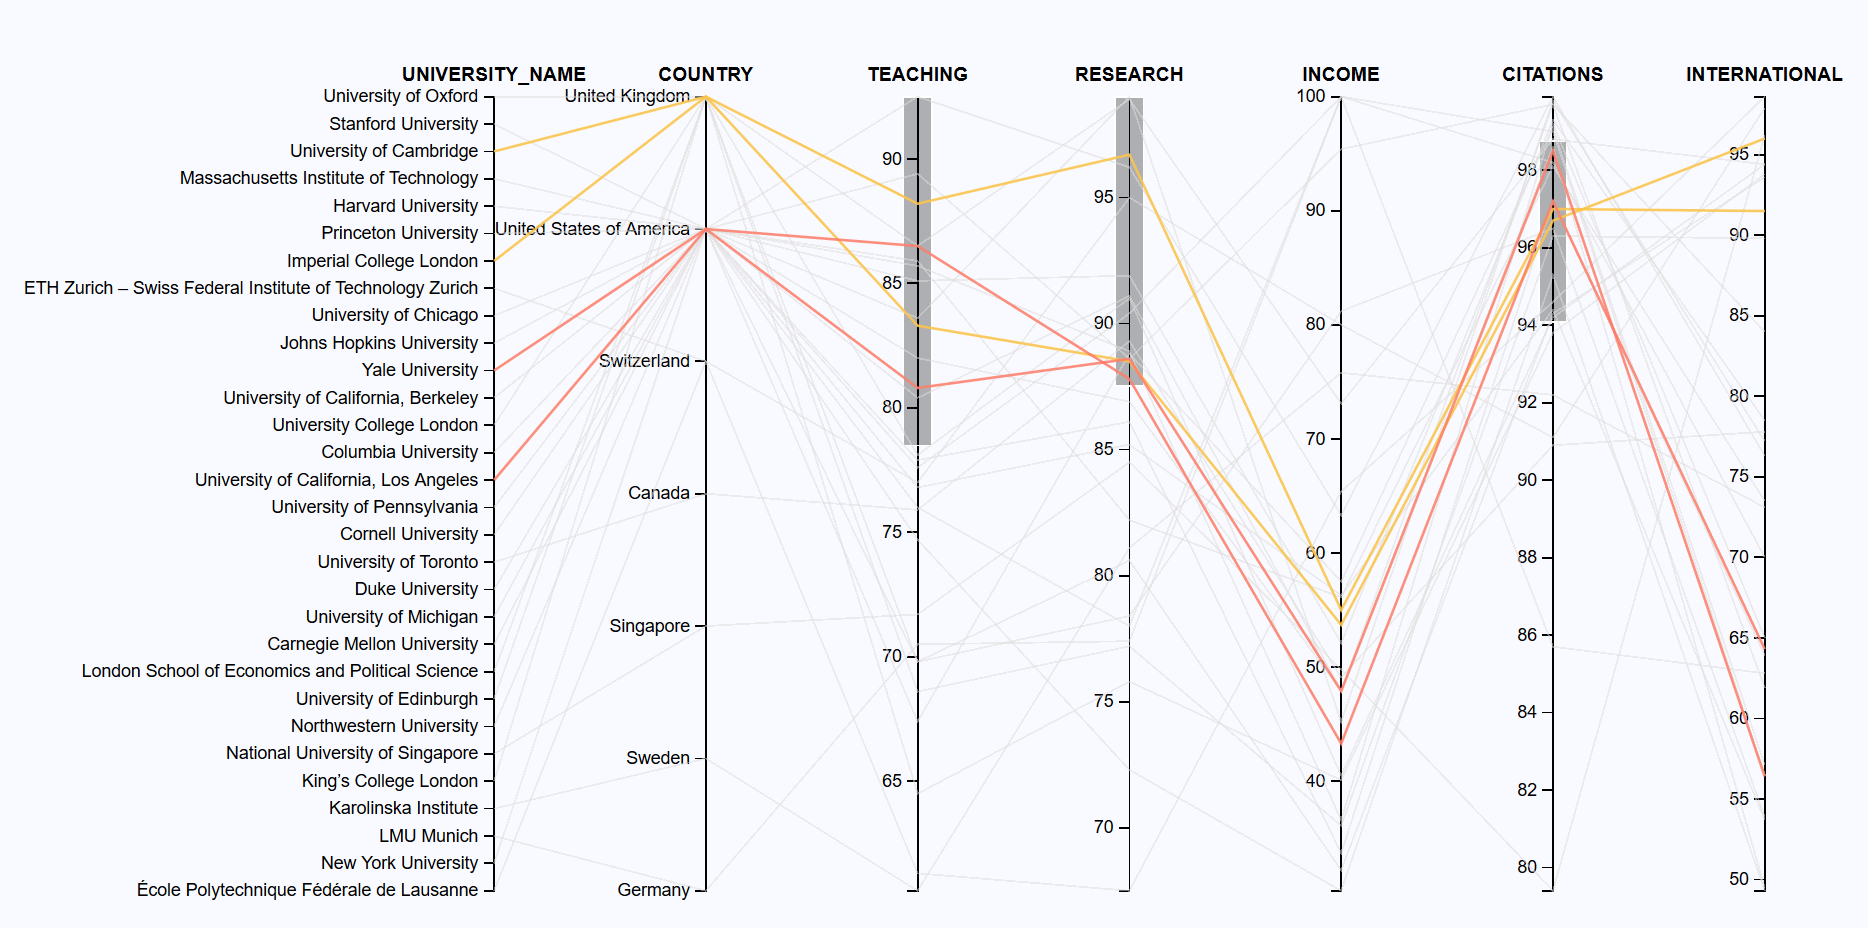 UNIVERSITY_NAME COUNTRY TEACHING RESEARCH INCOME CITATIONS INTERNATIONAL
University of Oxford
Stanford University
University of Cambridge
Massachusetts Institute of Technology
Harvard University
Princeton University
Imperial College London
ETH Zurich – Swiss Federal Institute of Technology Zurich
University of Chicago
Johns Hopkins University
Yale University
University of California, Berkeley
University College London
Columbia University
University of California, Los Angeles
University of Pennsylvania
Cornell University
University of Toronto
Duke University
University of Michigan
Carnegie Mellon University
London School of Economics and Political Science
University of Edinburgh
Northwestern University
National University of Singapore
King’s College London
Karolinska Institute
LMU Munich
New York University
École Polytechnique Fédérale de Lausanne
United Kingdom
United States of America
Switzerland
Canada
Singapore
Sweden
Germany
90
85
80
75
70
65
95
90
85
80
75
70
100
90
80
70
60
50
40
98
96
94
92
90
88
86
84
82
80
95
90
85
80
75
70
65
60
55
50